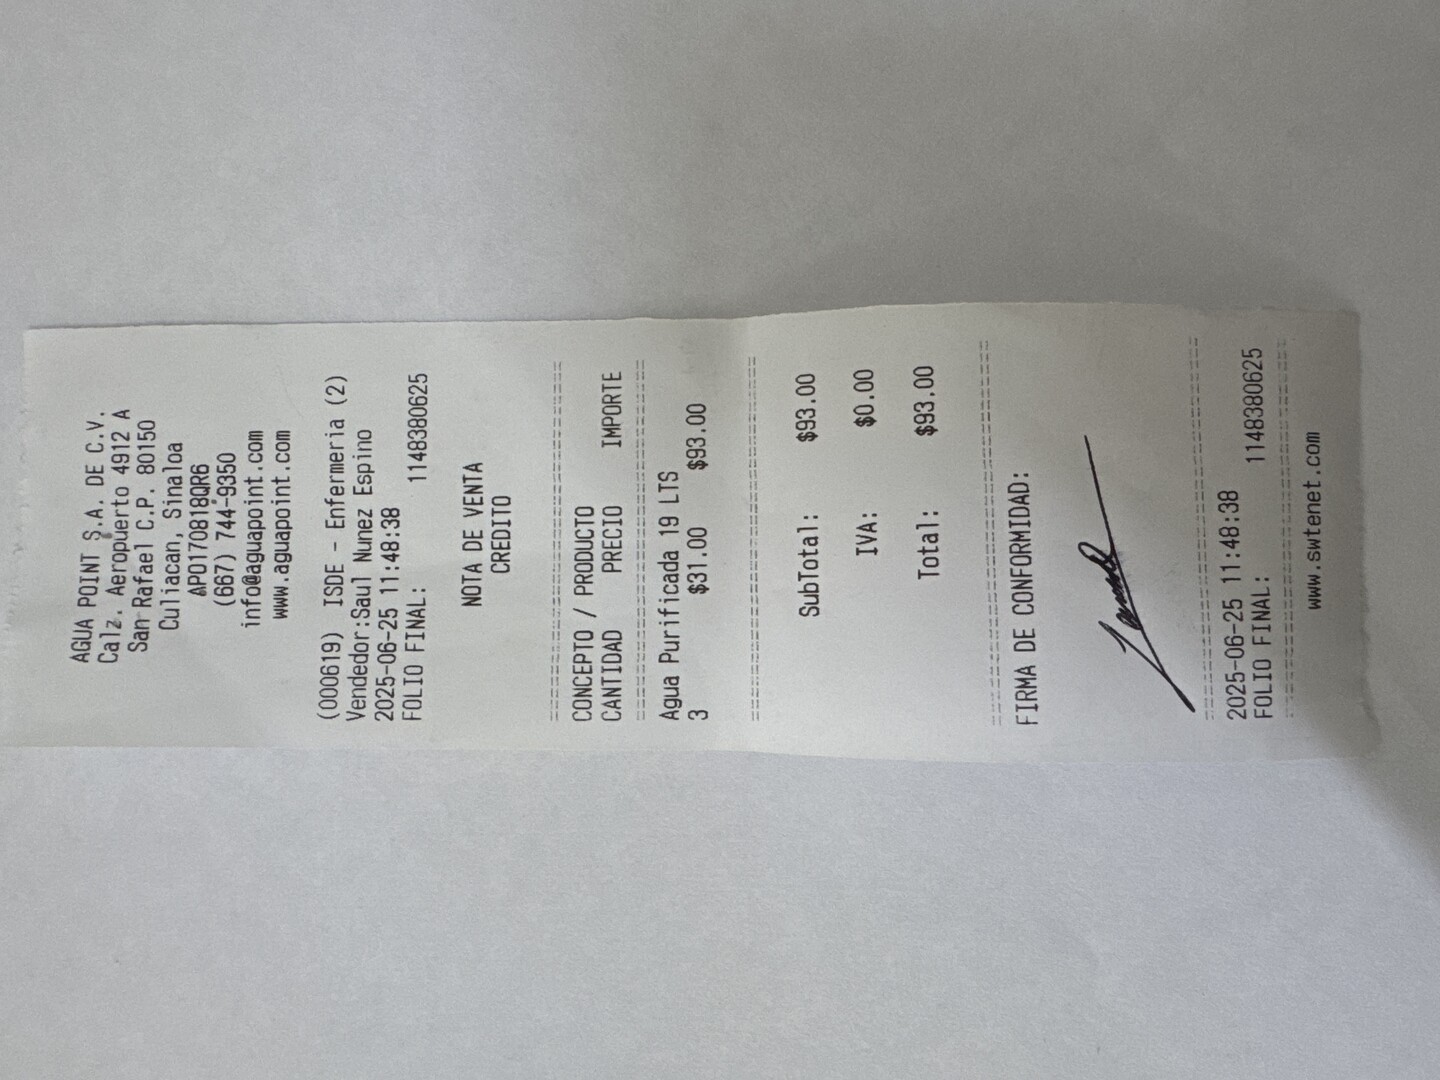 AGUA POINT S.A. DE C.V.
Calz. Aeropuerto 4912 A
San Rafael C.P. 80150
Culiacan, Sinaloa
APO170818QR6
(667) 744-9350
info@aguapoint.com
www.aguapoint.com
(000619) ISDE - Enfermeria (2)
Vendedor:Saul Nunez Espino
2025-06-25 11:48:38
FOLIO FINAL: 1148380625
NOTA DE VENTA
CREDITO
CONCEPTO / PRODUCTO
CANTIDAD PRECIO IMPORTE
Agua Purificada 19 LTS
3 $31.00 $93.00
SubTotal: $93.00
IVA: $0.00
Total: $93.00
FIRMA DE CONFORMIDAD:
2025-06-25 11:48:38
FOLIO FINAL: 1148380625
www.swtenet.com